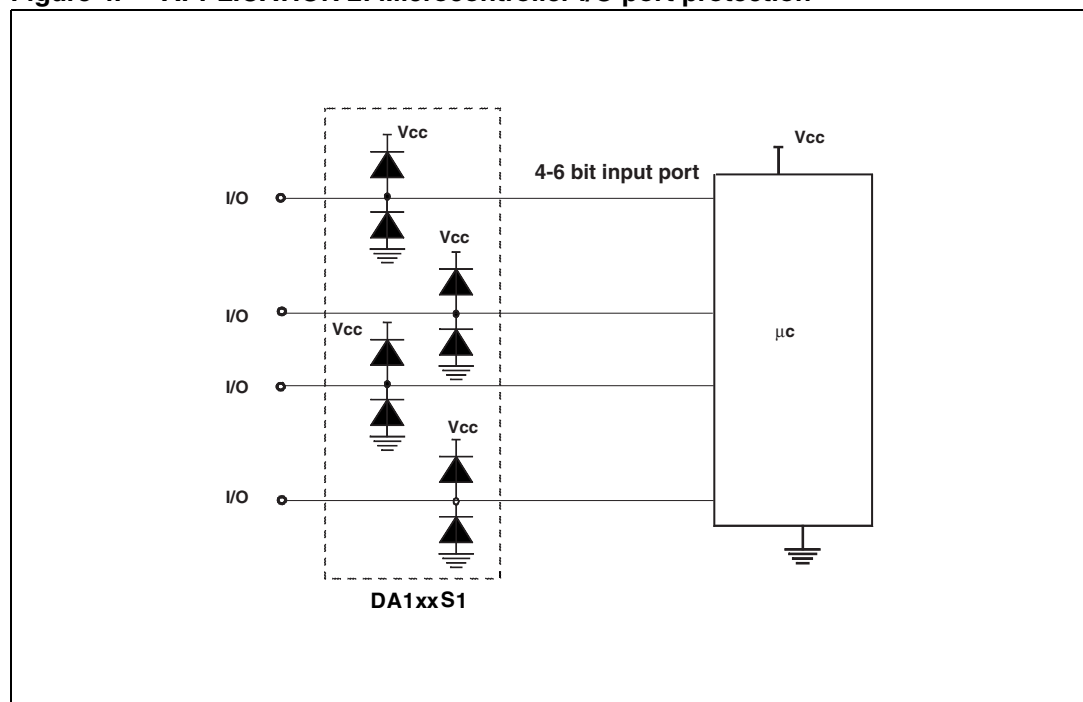 Vcc
Vcc
4-6 bit input port
I/O
Vcc
I/O
Vcc
μc
I/O
Vcc
I/O
DA1xxS1